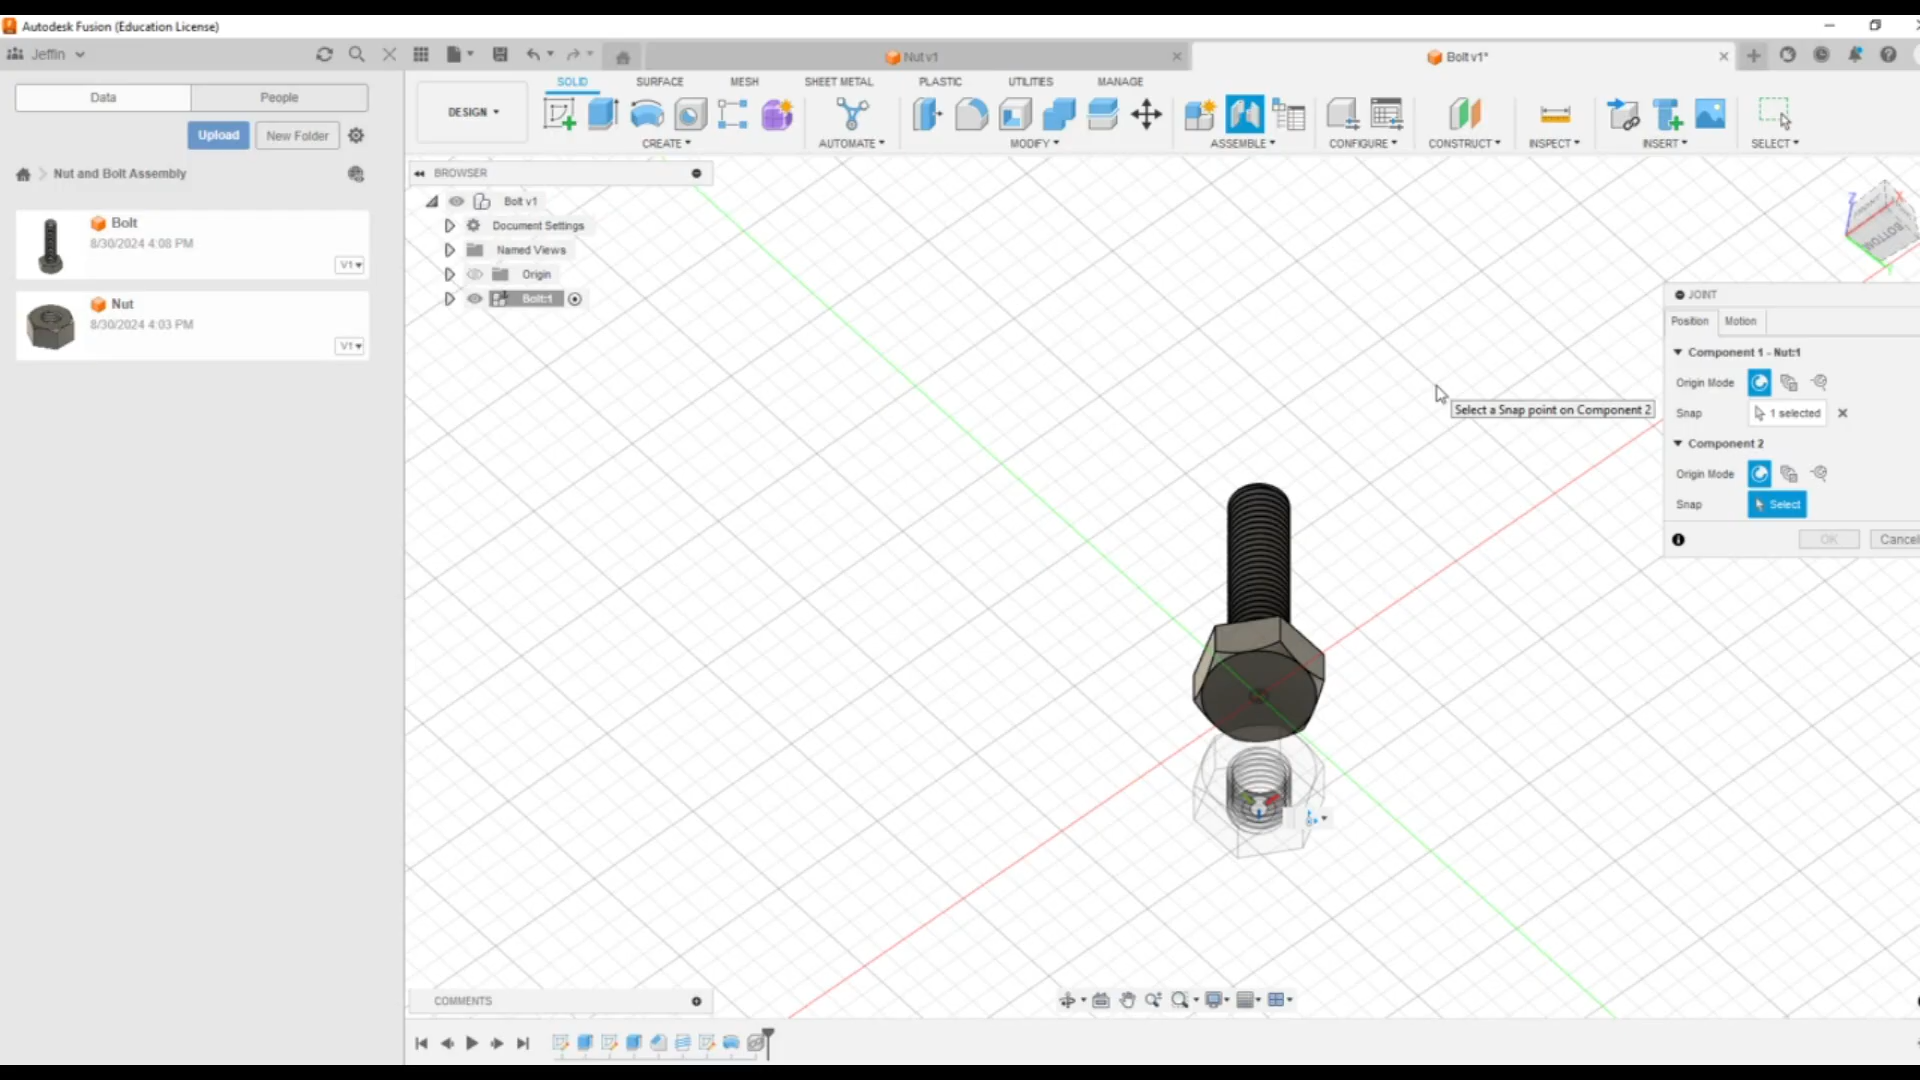 Autodesk Fusion (Education License)
Jeffin
Nut v1
Bolt v1*
Data
People
SOLID
SURFACE
MESH
SHEET METAL
PLASTIC
UTILITIES
MANAGE
DESIGN
Upload
New Folder
CREATE
AUTOMATE
MODIFY
ASSEMBLE
CONFIGURE
CONSTRUCT
INSPECT
INSERT
SELECT
Nut and Bolt Assembly
BROWSER
Bolt v1
Document Settings
Named Views
Origin
Bolt:1
Bolt
8/30/2024 4:08 PM
V1
Nut
8/30/2024 4:03 PM
V1
Z
X
BOTTOM
JOINT
Position
Motion
Component 1 - Nut:1
Origin Mode
Snap
1 selected
Select a Snap point on Component 2
Component 2
Origin Mode
Snap
Select
OK
Cancel
COMMENTS